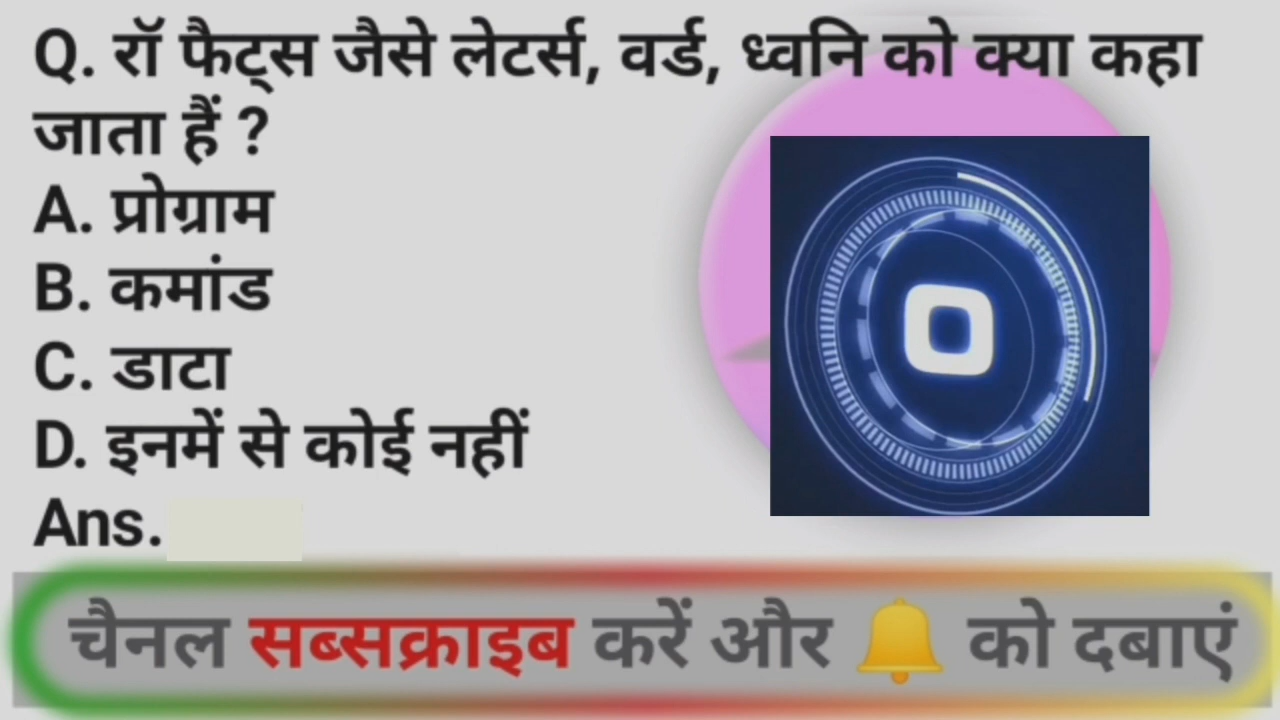 Q. रॉ फैट्स जैसे लेटर्स, वर्ड, ध्वनि को क्या कहा
जाता हैं ?
A. प्रोग्राम
B. कमांड
C. डाटा
D. इनमें से कोई नहीं
Ans.
चैनल सब्सक्राइब करें और 🔔 को दबाएं